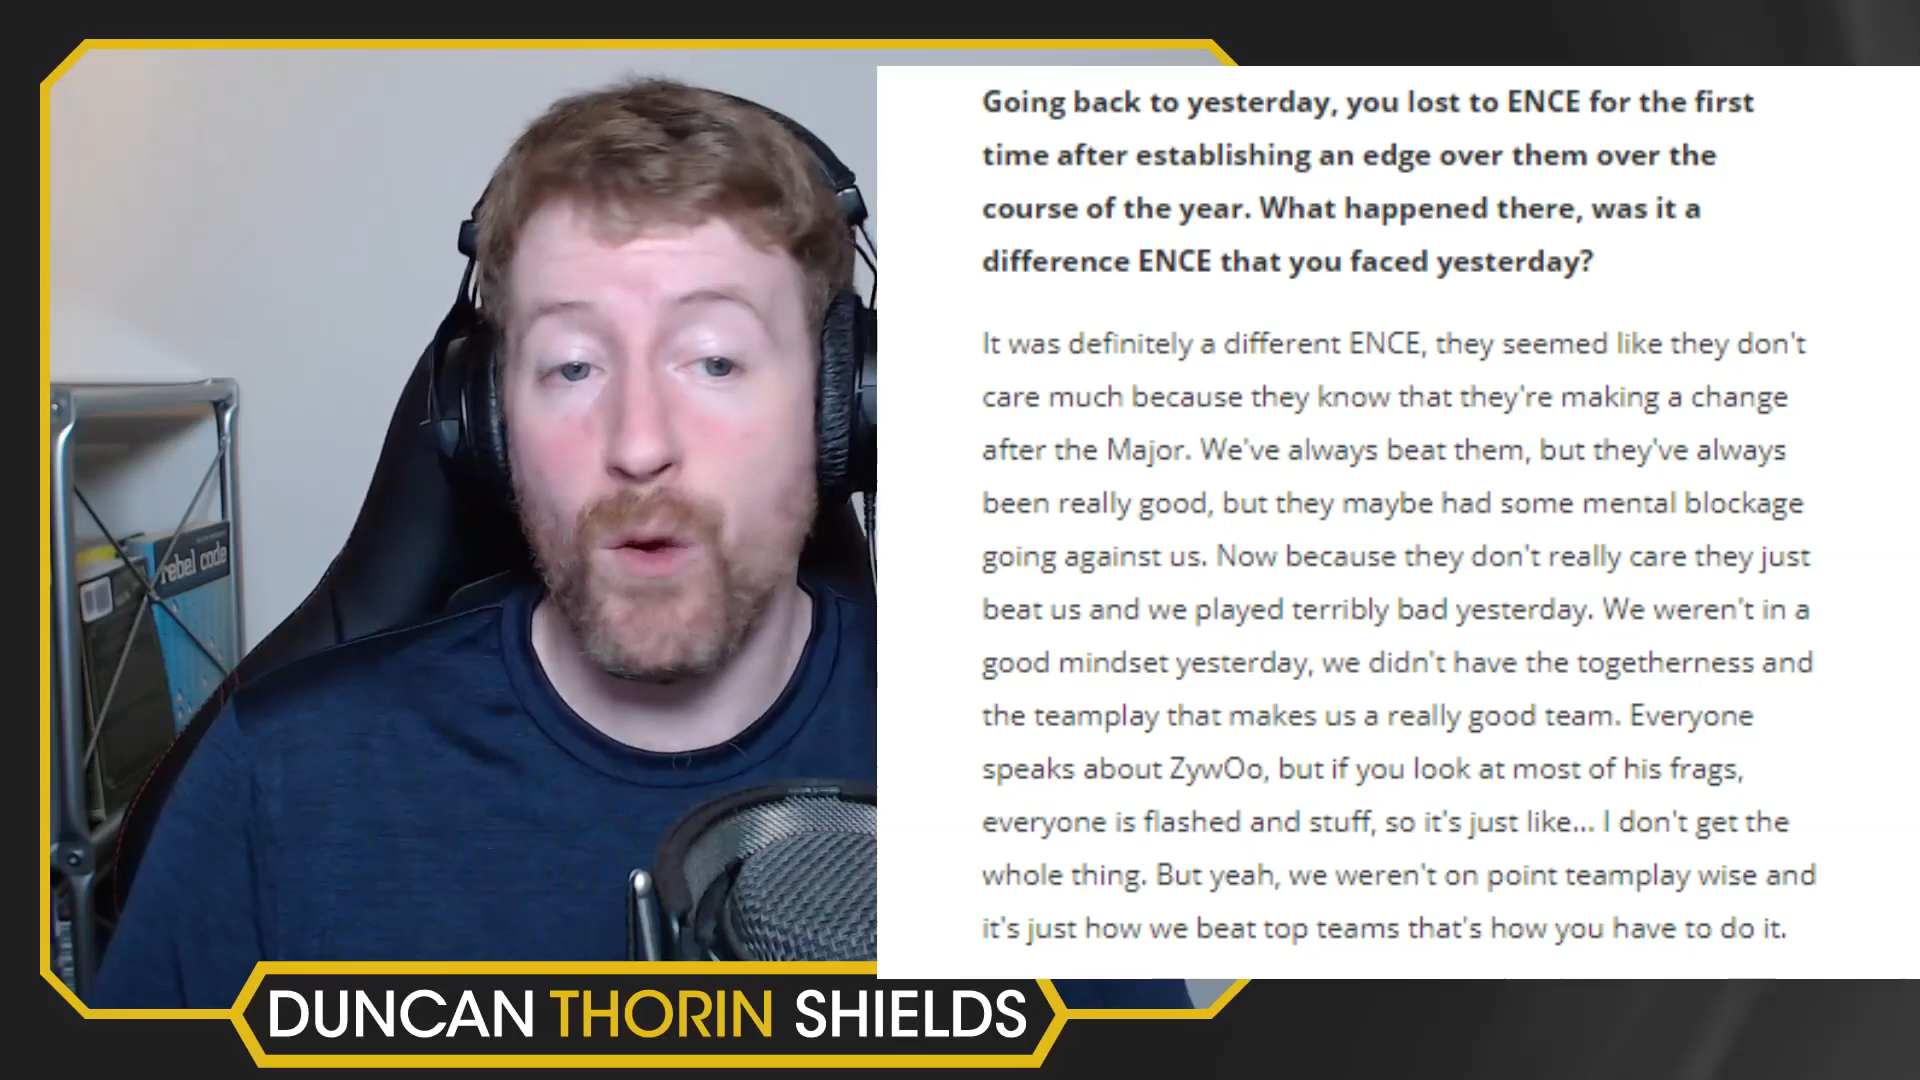 Going back to yesterday, you lost to ENCE for the first
time after establishing an edge over them over the
course of the year. What happened there, was it a
difference ENCE that you faced yesterday?
It was definitely a different ENCE, they seemed like they don't
care much because they know that they're making a change
after the Major. We've always beat them, but they've always
been really good, but they maybe had some mental blockage
going against us. Now because they don't really care they just
beat us and we played terribly bad yesterday. We weren't in a
good mindset yesterday, we didn't have the togetherness and
the teamplay that makes us a really good team. Everyone
speaks about ZywOo, but if you look at most of his frags,
everyone is flashed and stuff, so it's just like... I don't get the
whole thing. But yeah, we weren't on point teamplay wise and
it's just how we beat top teams that's how you have to do it.
rebel code
DUNCAN THORIN SHIELDS